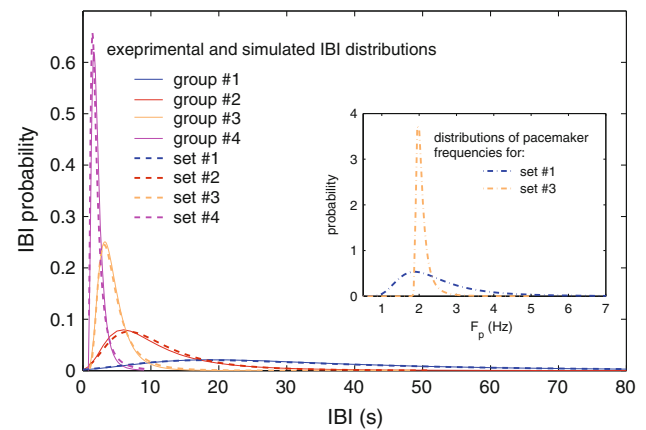 exeprimental and simulated IBI distributions
group #1
group #2
group #3
group #4
set #1
set #2
set #3
set #4
IBI probability
0
0.1
0.2
0.3
0.4
0.5
0.6
0 10 20 30 40 50 60 70 80
IBI (s)
distributions of pacemaker
frequencies for:
set #1
set #3
probability
0
1
2
3
4
1 2 3 4 5 6 7
Fp (Hz)